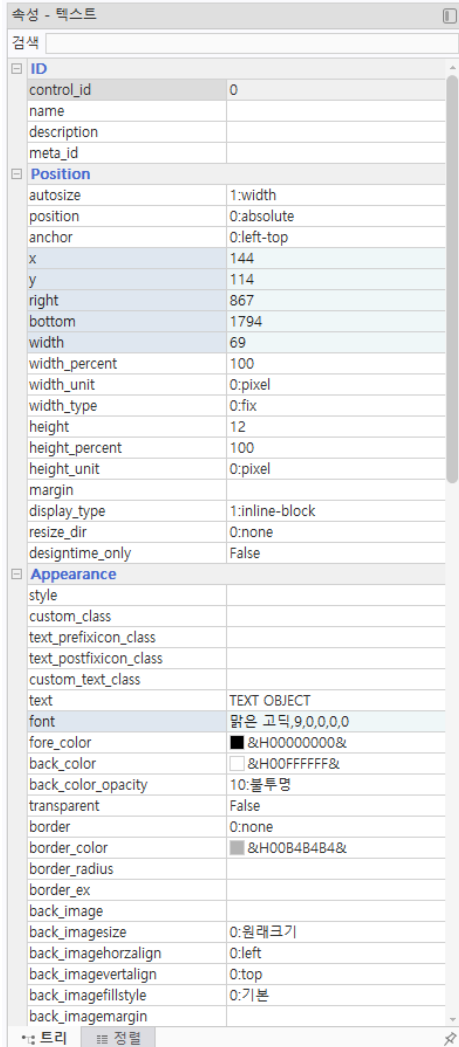 속성 - 텍스트
검색
ID
control_id 0
name
description
meta_id
Position
autosize 1:width
position 0:absolute
anchor 0:left-top
x 144
y 114
right 867
bottom 1794
width 69
width_percent 100
width_unit 0:pixel
width_type 0:fix
height 12
height_percent 100
height_unit 0:pixel
margin
display_type 1:inline-block
resize_dir 0:none
designtime_only False
Appearance
style
custom_class
text_prefixicon_class
text_postfixicon_class
custom_text_class
text TEXT OBJECT
font 맑은 고딕,9,0,0,0,0
fore_color &H00000000&
back_color &H00FFFFFF&
back_color_opacity 10:불투명
transparent False
border 0:none
border_color &H00B4B4B4&
border_radius
border_ex
back_image
back_imagesize 0:원래크기
back_imagehorzalign 0:left
back_imagevertalign 0:top
back_imagefillstyle 0:기본
back_imagemargin
트리 정렬